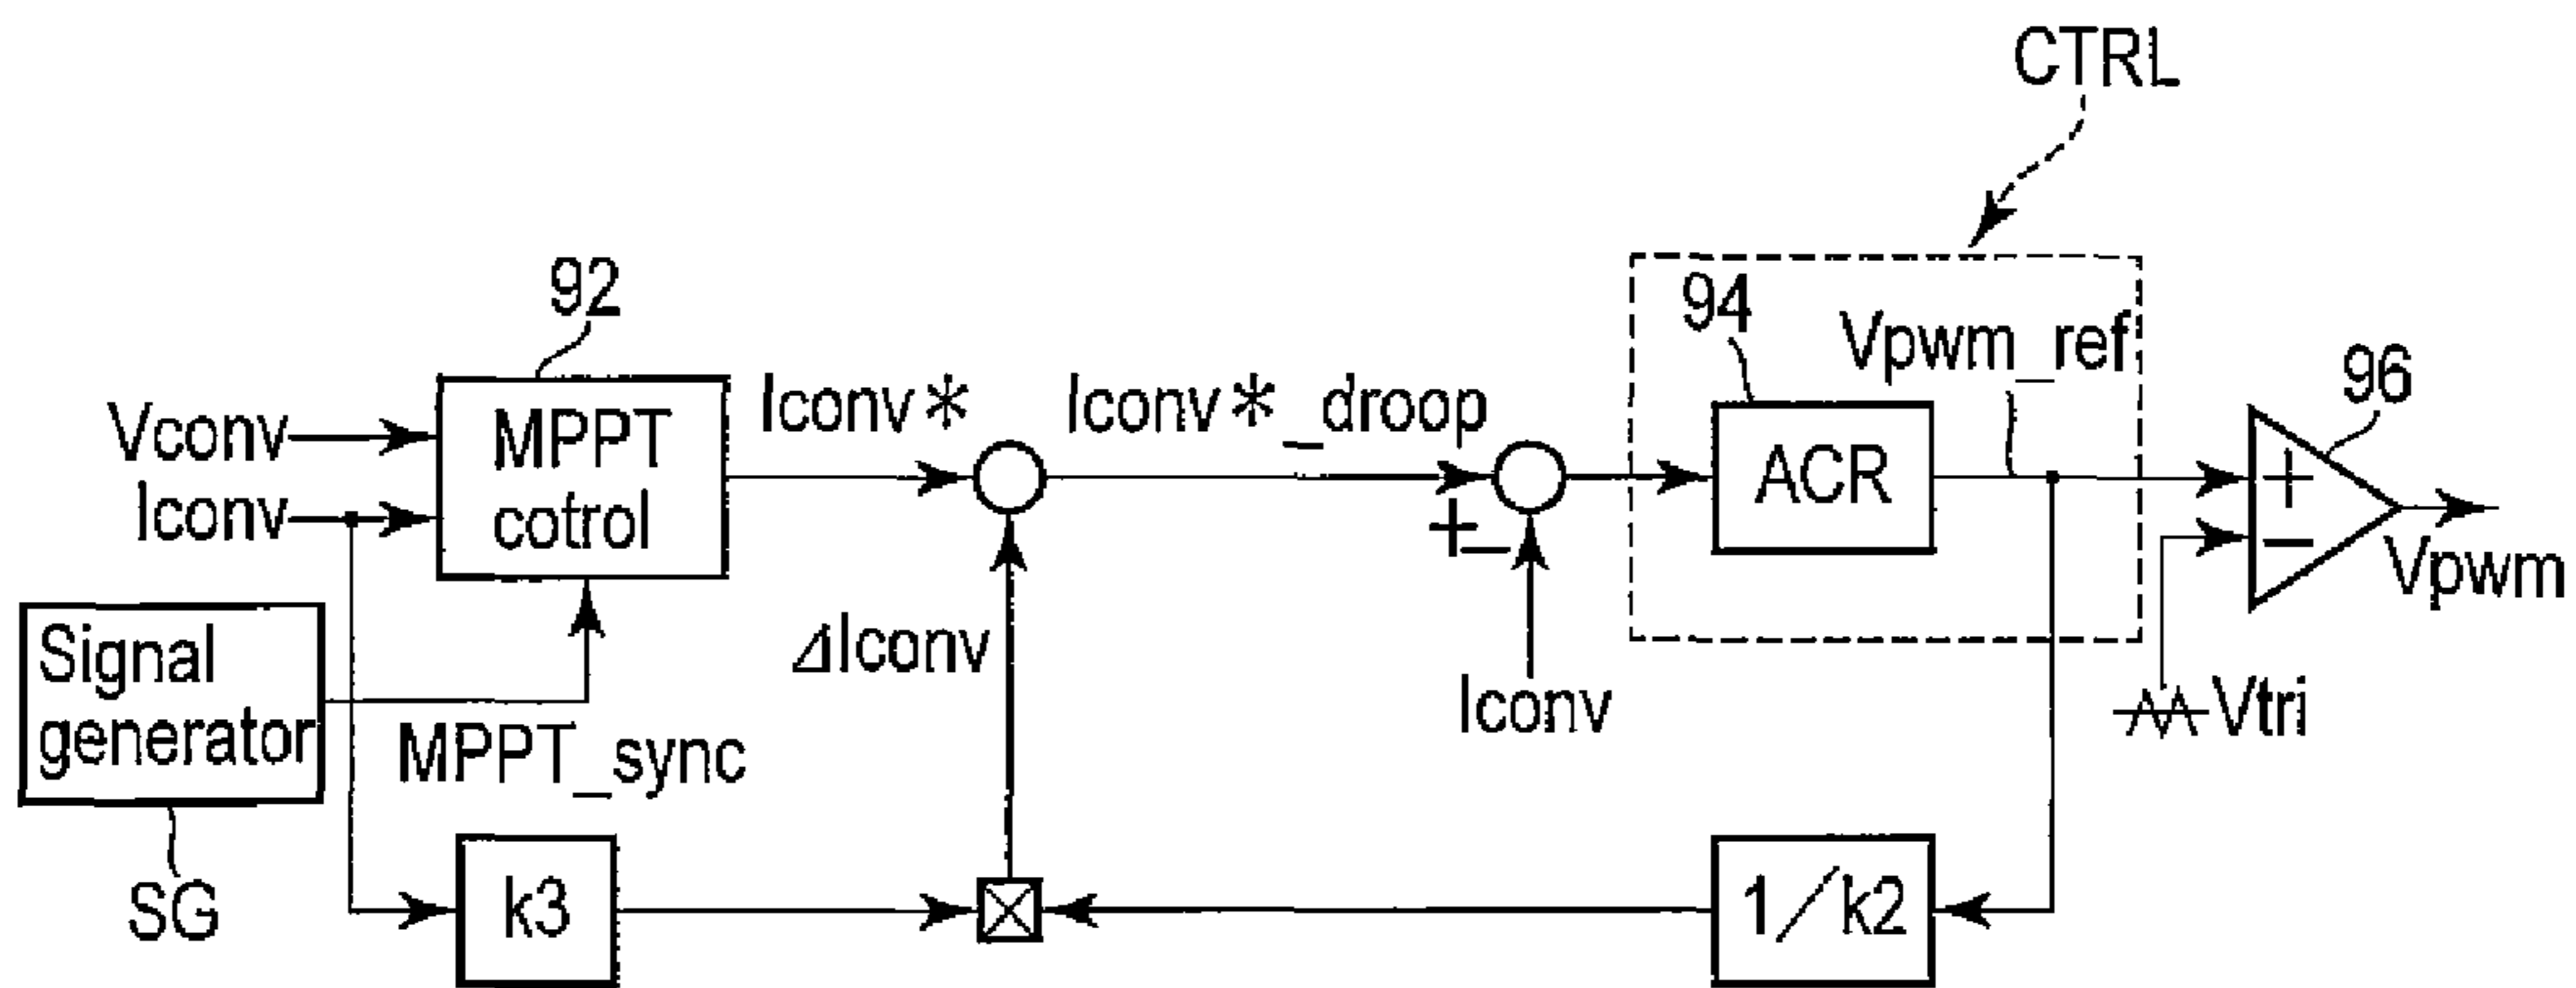 CTRL
92
94
Vpwm_ref
96
Vconv
Iconv
MPPT
cotrol
Iconv*
Iconv*_droop
+
−
ACR
+
−
Vpwm
Signal
generator
MPPT_sync
ΔIconv
Iconv
Vtri
SG
k3
1/k2